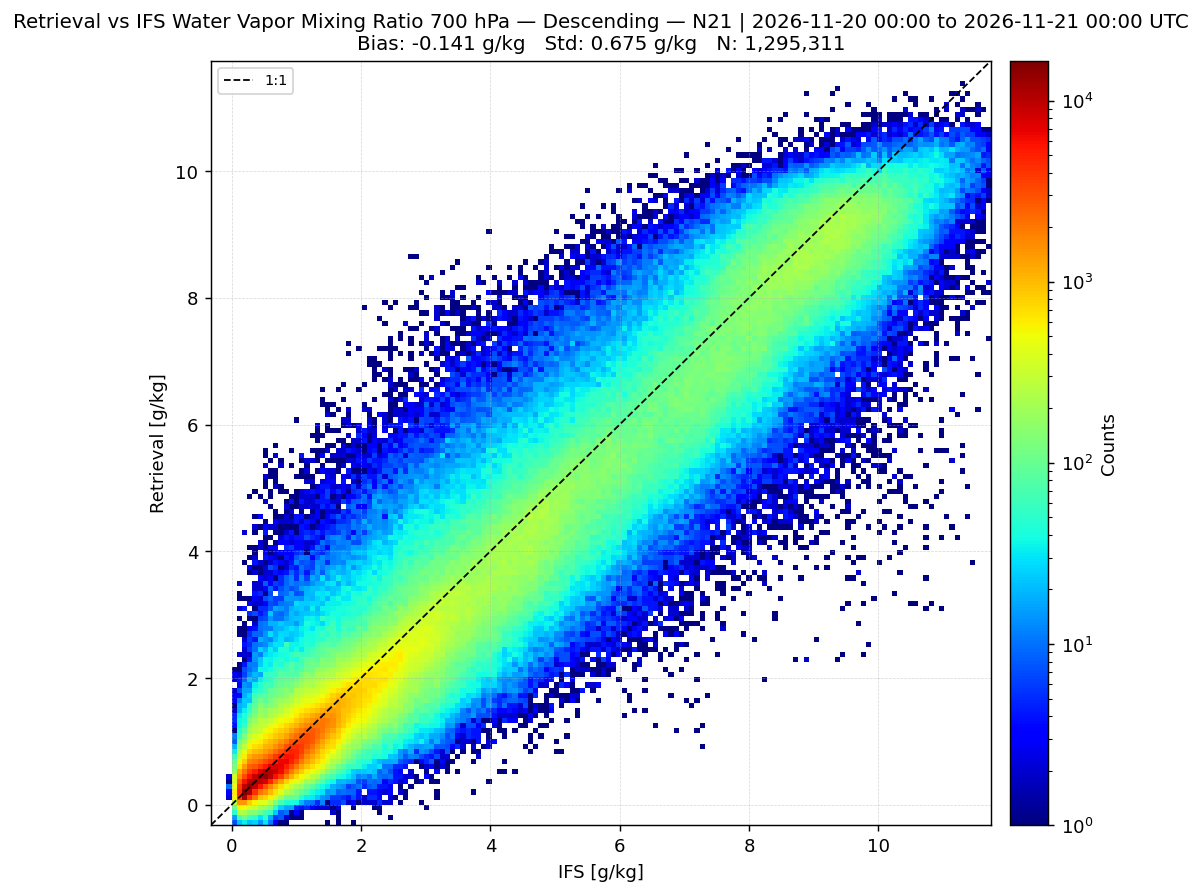 Retrieval vs IFS Water Vapor Mixing Ratio 700 hPa — Descending — N21 | 2026-11-20 00:00 to 2026-11-21 00:00 UTC
Bias: -0.141 g/kg Std: 0.675 g/kg N: 1,295,311
1:1
10
8
6
4
2
0
Retrieval [g/kg]
0 2 4 6 8 10
IFS [g/kg]
10⁴
10³
10²
10¹
10⁰
Counts